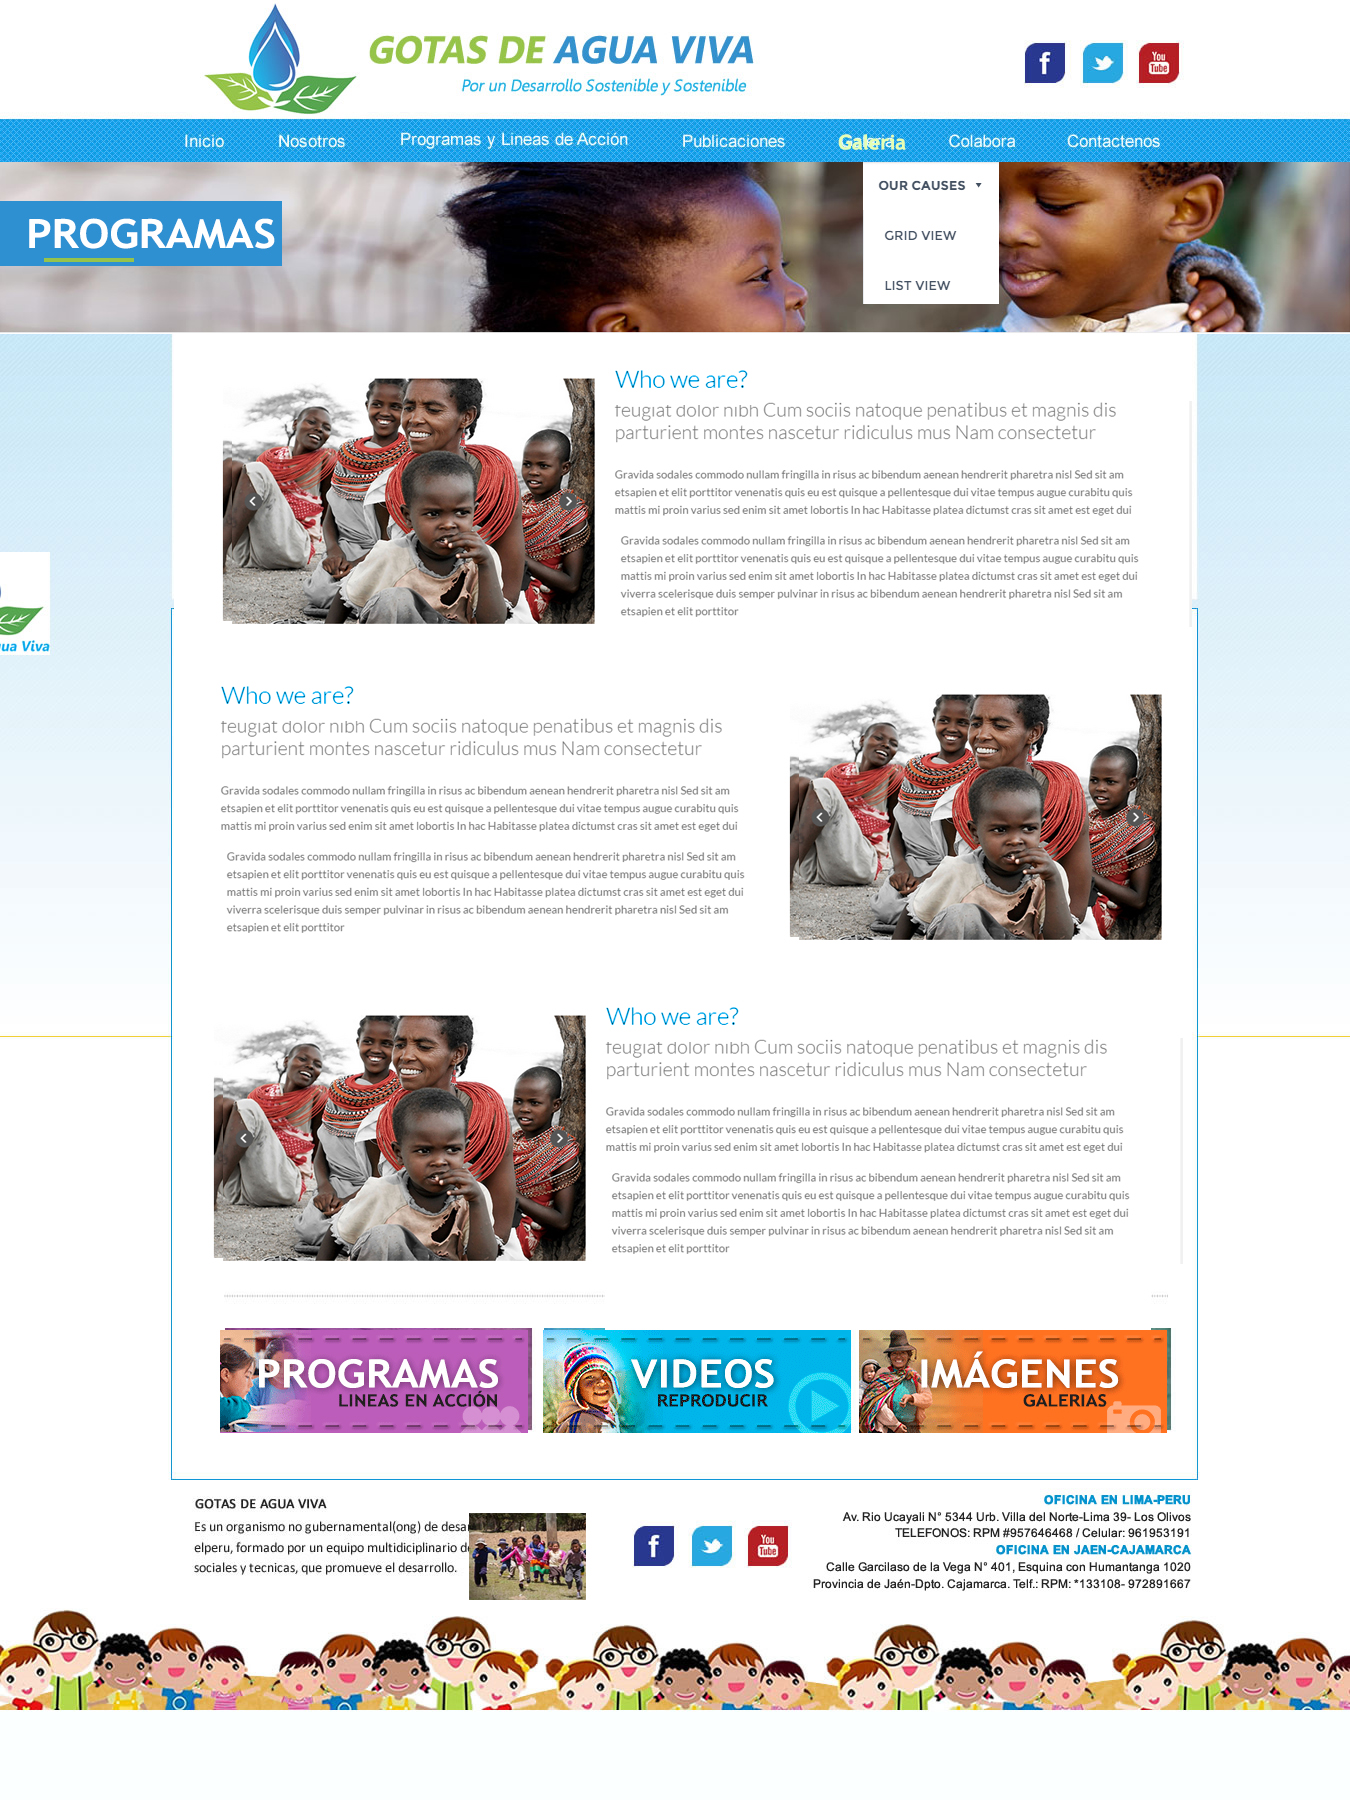 GOTAS DE AGUA VIVA
Por un Desarrollo Sostenible y Sostenible
f
You
Tube
Inicio
Nosotros
Programas y Lineas de Acción
Publicaciones
Galeria
Colabora
Contactenos
OUR CAUSES
GRID VIEW
LIST VIEW
PROGRAMAS
Who we are?
feugiat dolor nibh Cum sociis natoque penatibus et magnis dis
parturient montes nascetur ridiculus mus Nam consectetur
Gravida sodales commodo nullam fringilla in risus ac bibendum aenean hendrerit pharetra nisl Sed sit am
etsapien et elit porttitor venenatis quis eu est quisque a pellentesque dui vitae tempus augue curabitu quis
mattis mi proin varius sed enim sit amet lobortis In hac Habitasse platea dictumst cras sit amet est eget dui
Gravida sodales commodo nullam fringilla in risus ac bibendum aenean hendrerit pharetra nisl Sed sit am
etsapien et elit porttitor venenatis quis eu est quisque a pellentesque dui vitae tempus augue curabitu quis
mattis mi proin varius sed enim sit amet lobortis In hac Habitasse platea dictumst cras sit amet est eget dui
viverra scelerisque duis semper pulvinar in risus ac bibendum aenean hendrerit pharetra nisl Sed sit am
etsapien et elit porttitor
gua Viva
Who we are?
feugiat dolor nibh Cum sociis natoque penatibus et magnis dis
parturient montes nascetur ridiculus mus Nam consectetur
Gravida sodales commodo nullam fringilla in risus ac bibendum aenean hendrerit pharetra nisl Sed sit am
etsapien et elit porttitor venenatis quis eu est quisque a pellentesque dui vitae tempus augue curabitu quis
mattis mi proin varius sed enim sit amet lobortis In hac Habitasse platea dictumst cras sit amet est eget dui
Gravida sodales commodo nullam fringilla in risus ac bibendum aenean hendrerit pharetra nisl Sed sit am
etsapien et elit porttitor venenatis quis eu est quisque a pellentesque dui vitae tempus augue curabitu quis
mattis mi proin varius sed enim sit amet lobortis In hac Habitasse platea dictumst cras sit amet est eget dui
viverra scelerisque duis semper pulvinar in risus ac bibendum aenean hendrerit pharetra nisl Sed sit am
etsapien et elit porttitor
Who we are?
feugiat dolor nibh Cum sociis natoque penatibus et magnis dis
parturient montes nascetur ridiculus mus Nam consectetur
Gravida sodales commodo nullam fringilla in risus ac bibendum aenean hendrerit pharetra nisl Sed sit am
etsapien et elit porttitor venenatis quis eu est quisque a pellentesque dui vitae tempus augue curabitu quis
mattis mi proin varius sed enim sit amet lobortis In hac Habitasse platea dictumst cras sit amet est eget dui
Gravida sodales commodo nullam fringilla in risus ac bibendum aenean hendrerit pharetra nisl Sed sit am
etsapien et elit porttitor venenatis quis eu est quisque a pellentesque dui vitae tempus augue curabitu quis
mattis mi proin varius sed enim sit amet lobortis In hac Habitasse platea dictumst cras sit amet est eget dui
viverra scelerisque duis semper pulvinar in risus ac bibendum aenean hendrerit pharetra nisl Sed sit am
etsapien et elit porttitor
PROGRAMAS
LINEAS EN ACCIÓN
VIDEOS
REPRODUCIR
IMÁGENES
GALERIAS
GOTAS DE AGUA VIVA
Es un organismo no gubernamental(ong) de desar
elperu, formado por un equipo multidiciplinario de
sociales y tecnicas, que promueve el desarrollo.
f
You
Tube
OFICINA EN LIMA-PERU
Av. Rio Ucayali N° 5344 Urb. Villa del Norte-Lima 39- Los Olivos
TELEFONOS: RPM #957646468 / Celular: 961953191
OFICINA EN JAEN-CAJAMARCA
Calle Garcilaso de la Vega N° 401, Esquina con Humantanga 1020
Provincia de Jaén-Dpto. Cajamarca. Telf.: RPM: *133108- 972891667